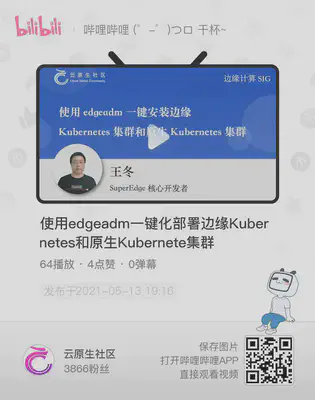 bilibili
哔哩哔哩 (゜-゜)つロ 干杯~
云原生社区
边缘计算 SIG
使用 edgeadm 一键安装边缘
Kubernetes 集群和原生 Kubernetes 集群
王冬
SuperEdge 核心开发者
使用edgeadm一键化部署边缘Kuber
netes和原生Kubernete集群
64播放 · 4点赞 · 0弹幕
发布于2021-05-13 19:16
云原生社区
3866粉丝
保存图片
打开哔哩哔哩APP
直接观看视频